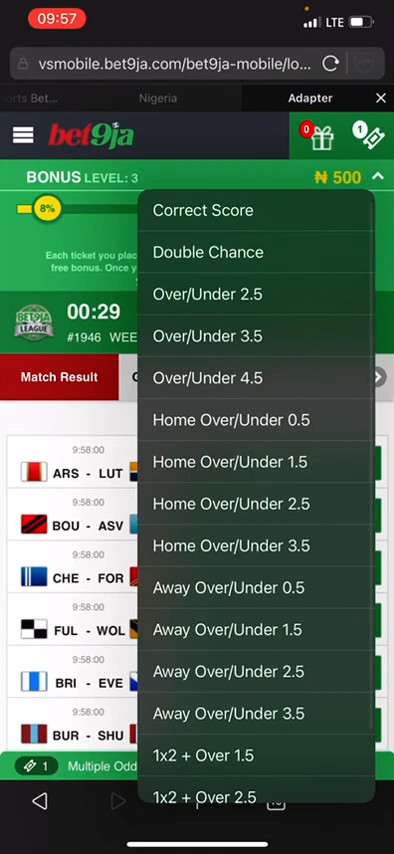 09:57
LTE
vsmobile.bet9ja.com/bet9ja-mobile/lo...
orts Bet...
Nigeria
Adapter
bet9ja
0
1
BONUS LEVEL: 3
₦ 500
8%
Each ticket you plac
free bonus. Once y
BET9JA
LEAGUE
00:29
#1946 WEE
Match Result
Correct Score
Double Chance
Over/Under 2.5
Over/Under 3.5
Over/Under 4.5
Home Over/Under 0.5
Home Over/Under 1.5
Home Over/Under 2.5
Home Over/Under 3.5
Away Over/Under 0.5
Away Over/Under 1.5
Away Over/Under 2.5
Away Over/Under 3.5
1x2 + Over 1.5
1x2 + Over 2.5
9:58:00
ARS - LUT
9:58:00
BOU - ASV
9:58:00
CHE - FOR
9:58:00
FUL - WOL
9:58:00
BRI - EVE
9:58:00
BUR - SHU
1
Multiple Odd